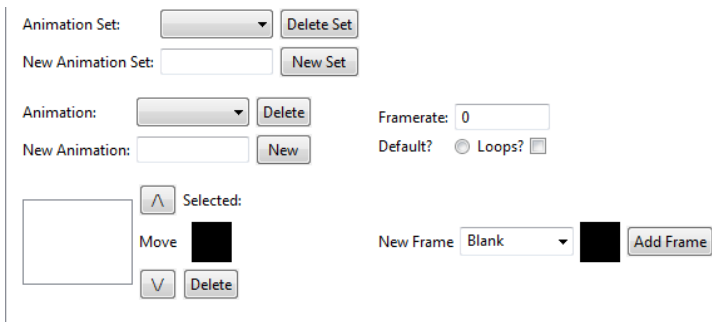 Animation Set: Delete Set
New Animation Set: New Set
Animation: Delete
Framerate: 0
New Animation: New
Default? Loops?
/\ Selected:
Move
New Frame Blank Add Frame
\/ Delete